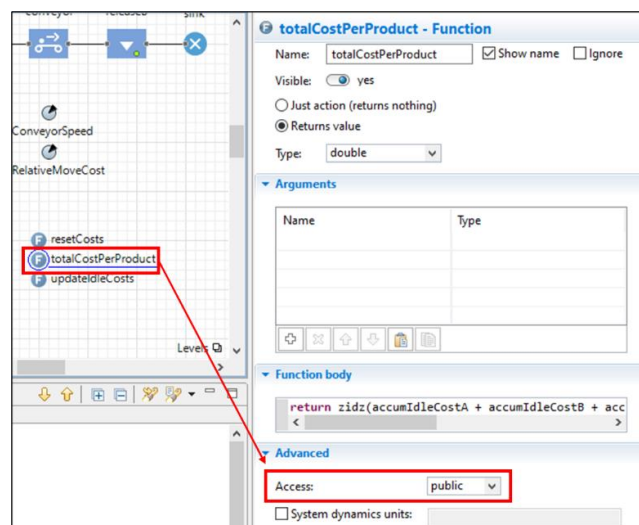 conveyor released sink
ConveyorSpeed
RelativeMoveCost
resetCosts
totalCostPerProduct
updateIdleCosts
Levels
totalCostPerProduct - Function
Name: totalCostPerProduct Show name Ignore
Visible: yes
Just action (returns nothing)
Returns value
Type: double
Arguments
Name Type
Function body
return zidz(accumIdleCostA + accumIdleCostB + acc
Advanced
Access: public
System dynamics units: